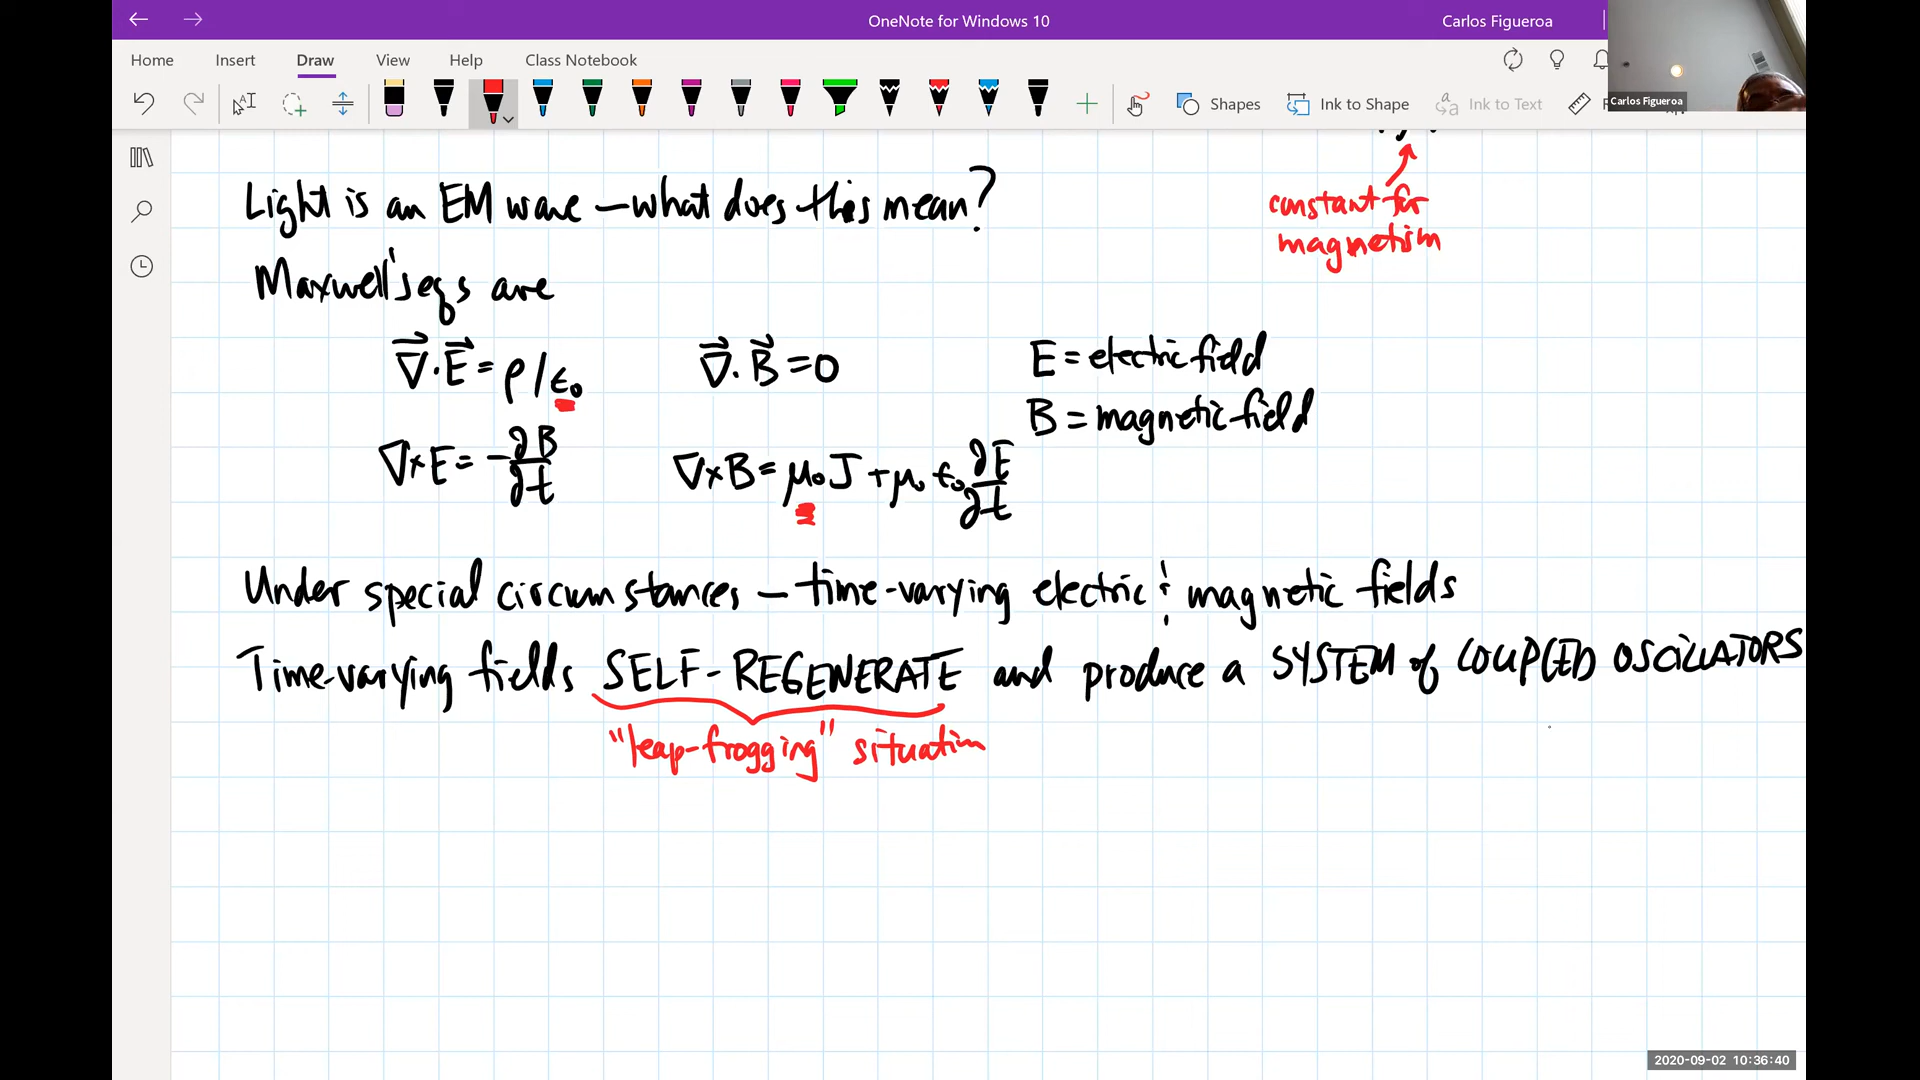 OneNote for Windows 10
Carlos Figueroa
Home Insert Draw View Help Class Notebook
Shapes Ink to Shape Ink to Text
Carlos Figueroa
constant for
magnetism
Light is an EM wave – what does this mean?
Maxwell's eqs are
∇⃗·E⃗ = ρ/ε₀ ∇⃗·B⃗ = 0 E = electric field
B = magnetic field
∇×E = -∂B/∂t ∇×B = μ₀J + μ₀ε₀ ∂E/∂t
Under special circumstances – time-varying electric & magnetic fields
Time-varying fields SELF-REGENERATE and produce a SYSTEM of COUPLED OSCILLATORS
"leap-frogging" situation
2020-09-02 10:36:40